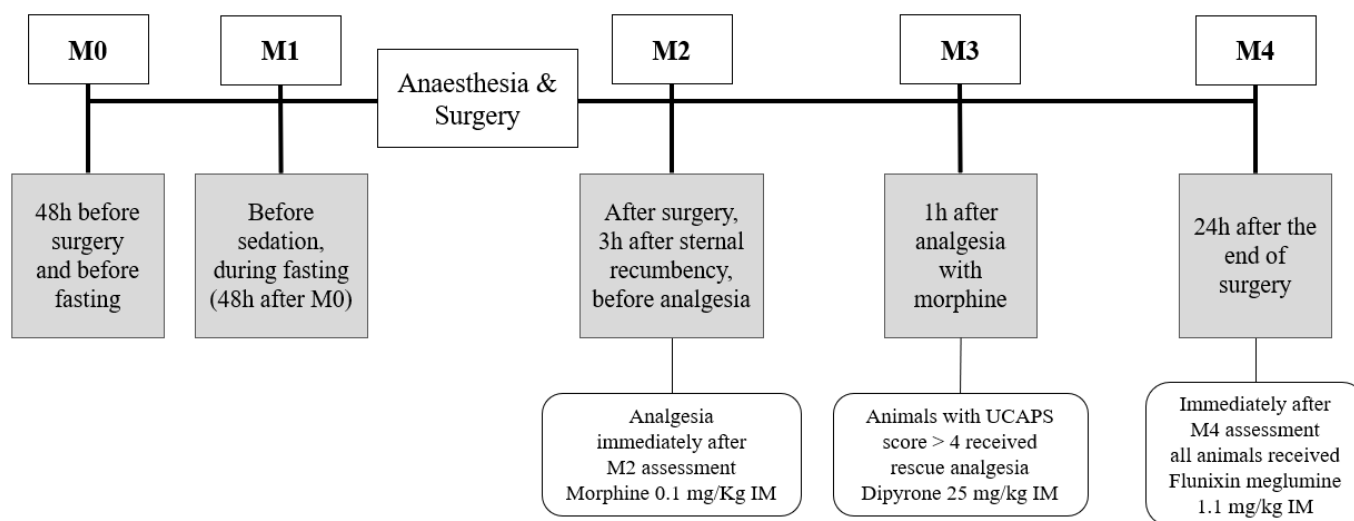 M0
M1
Anaesthesia &
Surgery
M2
M3
M4
48h before
surgery
and before
fasting
Before
sedation,
during fasting
(48h after M0)
After surgery,
3h after sternal
recumbency,
before analgesia
1h after
analgesia
with
morphine
24h after the
end of
surgery
Analgesia
immediately after
M2 assessment
Morphine 0.1 mg/Kg IM
Animals with UCAPS
score > 4 received
rescue analgesia
Dipyrone 25 mg/kg IM
Immediately after
M4 assessment
all animals received
Flunixin meglumine
1.1 mg/kg IM